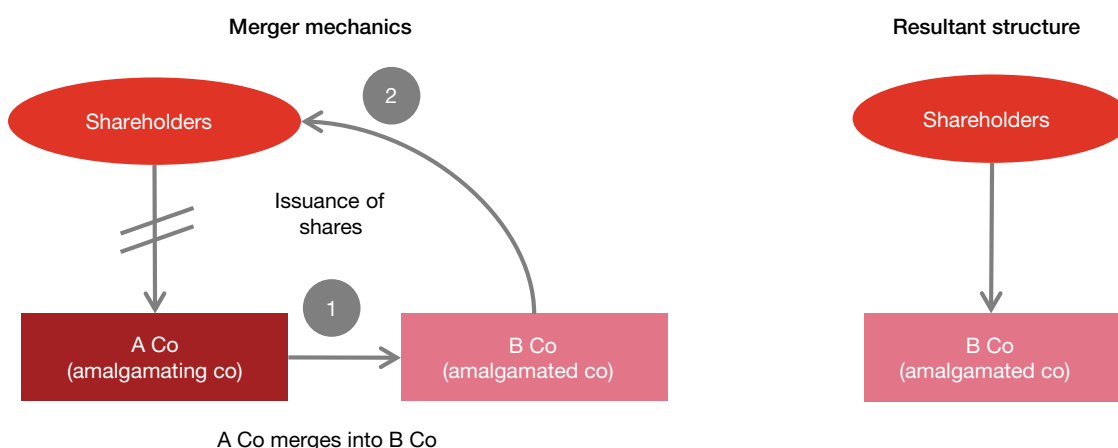 Merger mechanics
Shareholders
2
Issuance of
shares
1
A Co
(amalgamating co)
B Co
(amalgamated co)
A Co merges into B Co
Resultant structure
Shareholders
B Co
(amalgamated co)